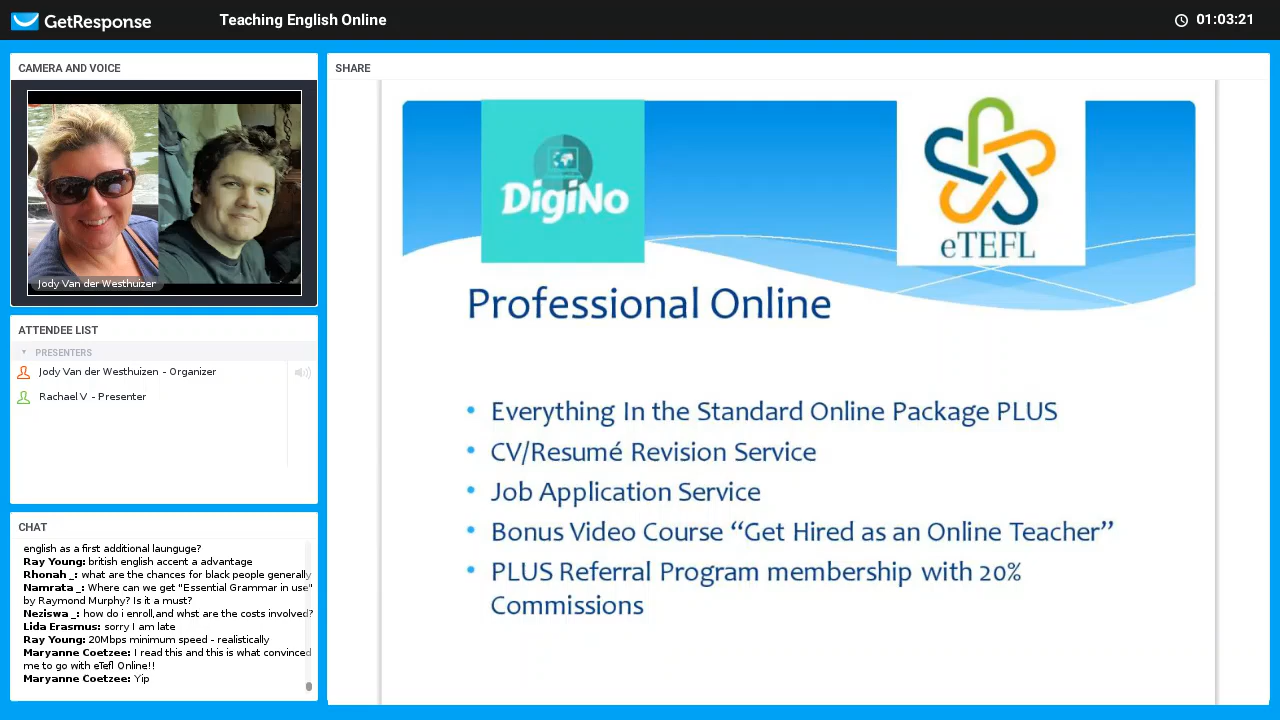 GetResponse
Teaching English Online
01:03:21
CAMERA AND VOICE
Jody Van der Westhuizer
ATTENDEE LIST
PRESENTERS
Jody Van der Westhuizen - Organizer
Rachael V - Presenter
CHAT
english as a first additional launguge?
Ray Young: british english accent a advantage
Rhonah _: what are the chances for black people generally
Namrata _: Where can we get "Essential Grammar in use"
by Raymond Murphy? Is it a must?
Neziswa _: how do i enroll,and whst are the costs involved?
Lida Erasmus: sorry I am late
Ray Young: 20Mbps minimum speed - realistically
Maryanne Coetzee: I read this and this is what convinced
me to go with eTefl Online!!
Maryanne Coetzee: Yip
SHARE
DigiNo
eTEFL
Professional Online
• Everything In the Standard Online Package PLUS
• CV/Resumé Revision Service
• Job Application Service
• Bonus Video Course “Get Hired as an Online Teacher”
• PLUS Referral Program membership with 20%
Commissions